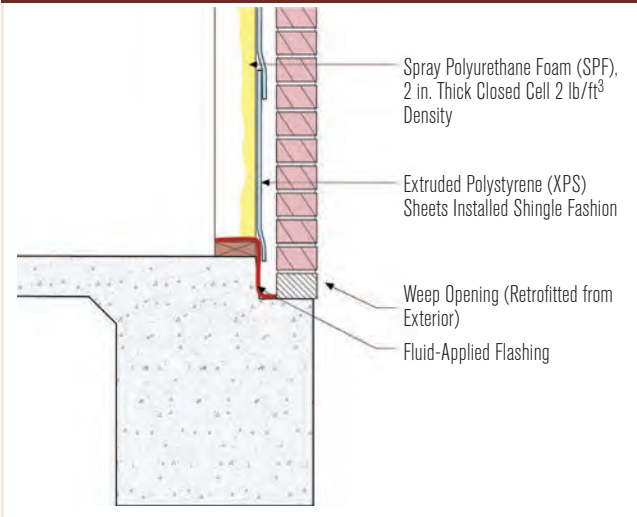 Spray Polyurethane Foam (SPF),
2 in. Thick Closed Cell 2 lb/ft³
Density
Extruded Polystyrene (XPS)
Sheets Installed Shingle Fashion
Weep Opening (Retrofitted from
Exterior)
Fluid-Applied Flashing